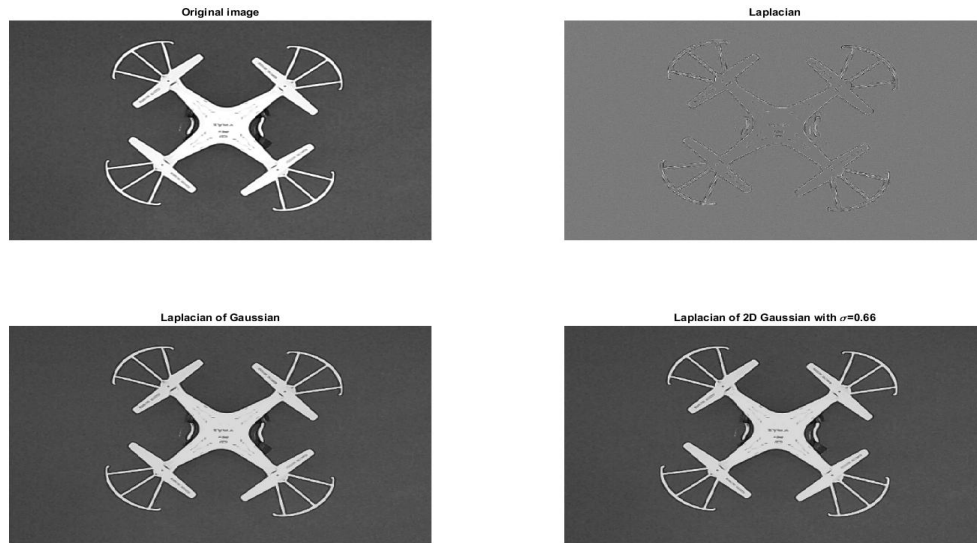 Original image
Laplacian
Laplacian of Gaussian
Laplacian of 2D Gaussian with σ=0.66